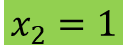 x₂ = 1